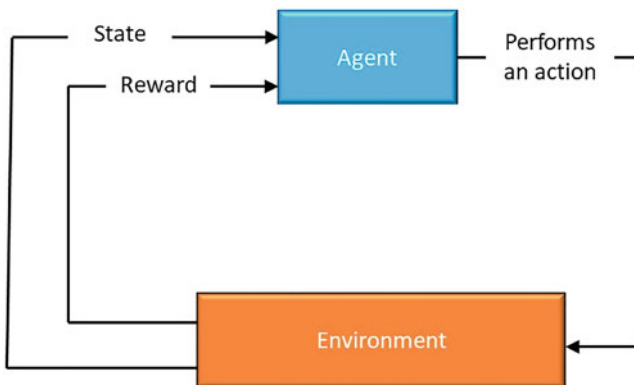 State
Agent
Performs
an action
Reward
Environment